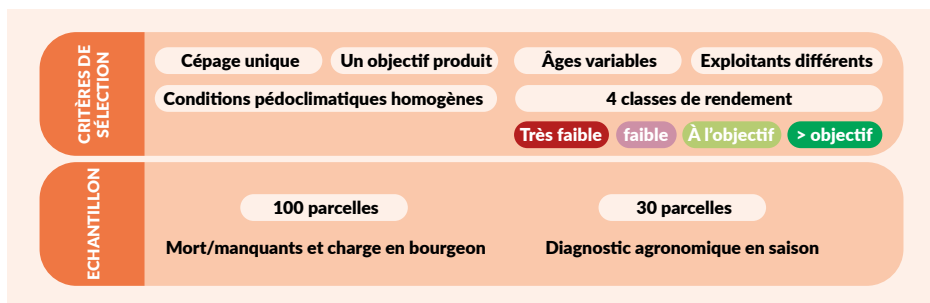 CRITÈRES DE
SÉLECTION
Cépage unique
Un objectif produit
Âges variables
Exploitants différents
Conditions pédoclimatiques homogènes
4 classes de rendement
Très faible
faible
À l'objectif
> objectif
ECHANTILLON
100 parcelles
30 parcelles
Mort/manquants et charge en bourgeon
Diagnostic agronomique en saison